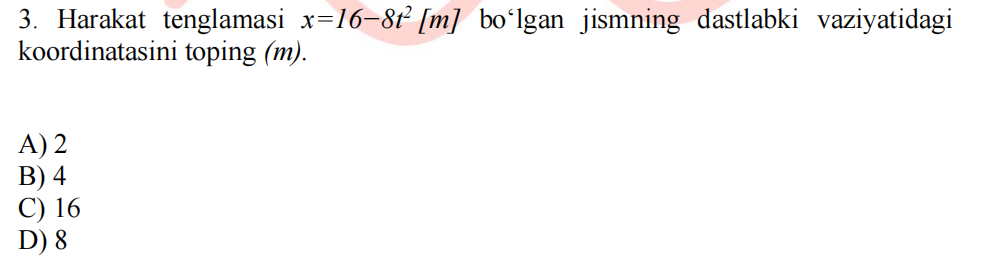 3. Harakat tenglamasi x=16−8t² [m] bo‘lgan jismning dastlabki vaziyatidagi
koordinatasini toping (m).
A) 2
B) 4
C) 16
D) 8